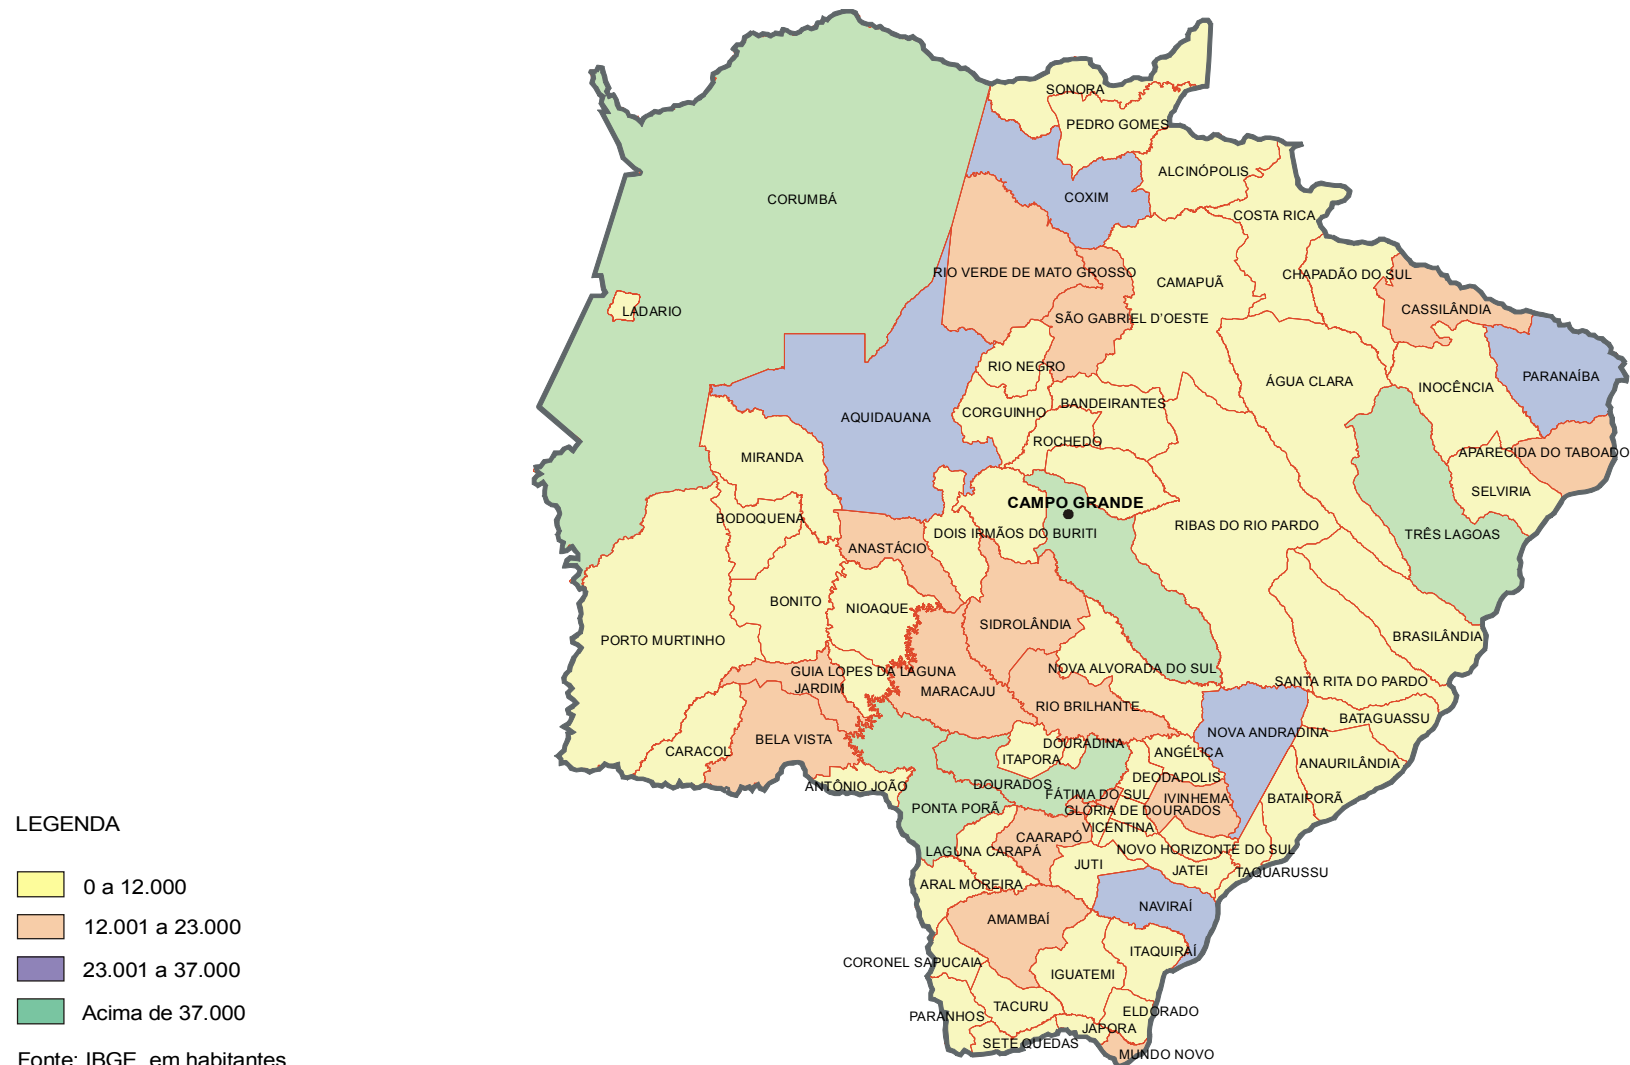 SONORA
PEDRO GOMES
ALCINÓPOLIS
CORUMBÁ
COXIM
COSTA RICA
RIO VERDE DE MATO GROSSO
CAMAPUÃ
CHAPADÃO DO SUL
LADARIO
SÃO GABRIEL D'OESTE
CASSILÂNDIA
RIO NEGRO
ÁGUA CLARA
INOCÊNCIA
PARANAÍBA
AQUIDAUANA
CORGUINHO
BANDEIRANTES
ROCHEDO
MIRANDA
APARECIDA DO TABOADO
SELVIRIA
CAMPO GRANDE
BODOQUENA
RIBAS DO RIO PARDO
DOIS IRMÃOS DO BURITI
TRÊS LAGOAS
ANASTÁCIO
BONITO
NIOAQUE
SIDROLÂNDIA
PORTO MURTINHO
BRASILÂNDIA
GUIA LOPES DA LAGUNA
NOVA ALVORADA DO SUL
JARDIM
MARACAJU
SANTA RITA DO PARDO
RIO BRILHANTE
BATAGUASSU
CARACOL
BELA VISTA
DOURADINA
NOVA ANDRADINA
ITAPORA
ANGÉLICA
ANAURILÂNDIA
ANTÔNIO JOÃO
DOURADOS
DEODAPOLIS
PONTA PORÃ
FÁTIMA DO SUL
IVINHEMA
BATAIPORÃ
GLÓRIA DE DOURADOS
LEGENDA
CAARAPÓ
VICENTINA
LAGUNA CARAPÁ
NOVO HORIZONTE DO SUL
JUTI
JATEI
TAQUARUSSU
0 a 12.000
ARAL MOREIRA
AMAMBAÍ
NAVIRAÍ
12.001 a 23.000
CORONEL SAPUCAIA
ITAQUIRAÍ
23.001 a 37.000
IGUATEMI
Acima de 37.000
PARANHOS
TACURU
ELDORADO
JAPORA
SETE QUEDAS
MUNDO NOVO
Fonte: IBGE, em habitantes